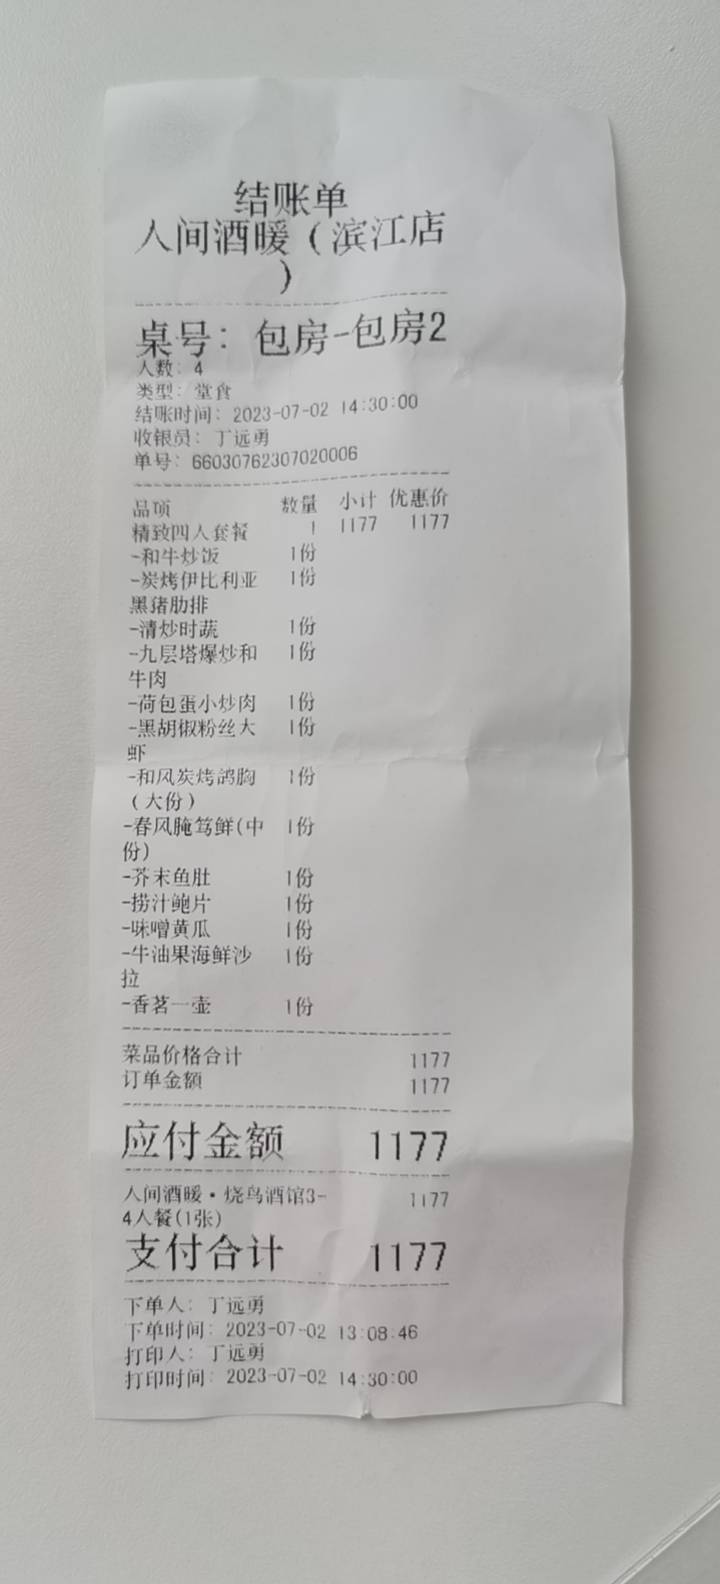 结账单
人间酒暖（滨江店
）
桌号：包房-包房2
人数：4
类型：堂食
结账时间：2023-07-02 14:30:00
收银员：丁远勇
单号：66030762307020006
品项 数量 小计 优惠价
精致四人套餐 1 1177 1177
-和牛炒饭 1份
-炭烤伊比利亚 1份
黑猪肋排
-清炒时蔬 1份
-九层塔爆炒和 1份
牛肉
-荷包蛋小炒肉 1份
-黑胡椒粉丝大 1份
虾
-和风炭烤鸽胸 1份
（大份）
-春风腌笃鲜(中 1份
份)
-芥末鱼肚 1份
-捞汁鲍片 1份
-味噌黄瓜 1份
-牛油果海鲜沙 1份
拉
-香茗一壶 1份
菜品价格合计 1177
订单金额 1177
应付金额 1177
人间酒暖·烧鸟酒馆3- 1177
4人餐(1张)
支付合计 1177
下单人：丁远勇
下单时间：2023-07-02 13:08:46
打印人：丁远勇
打印时间：2023-07-02 14:30:00